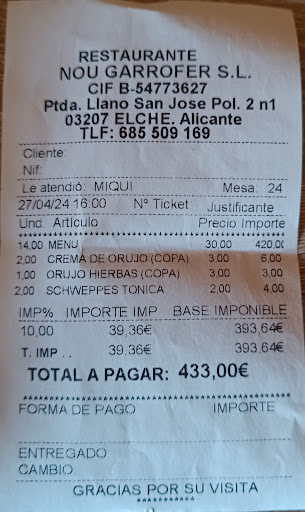 RESTAURANTE
NOU GARROFER S.L.
CIF B-54773627
Ptda. Llano San Jose Pol. 2 n1
03207 ELCHE. Alicante
TLF: 685 509 169
Cliente:
Nif:
Le atendió: MIQUI Mesa: 24
27/04/24 16:00 Nº Ticket Justificante
Und. Artículo Precio Importe
14,00 MENU 30,00 420,00
2,00 CREMA DE ORUJO (COPA) 3,00 6,00
1,00 ORUJO HIERBAS (COPA) 3,00 3,00
2,00 SCHWEPPES TONICA 2,00 4,00
IMP% IMPORTE IMP BASE IMPONIBLE
10,00 39,36€ 393,64€
T. IMP . . 39,36€ 393,64€
TOTAL A PAGAR: 433,00€
FORMA DE PAGO IMPORTE
ENTREGADO
CAMBIO
GRACIAS POR SU VISITA